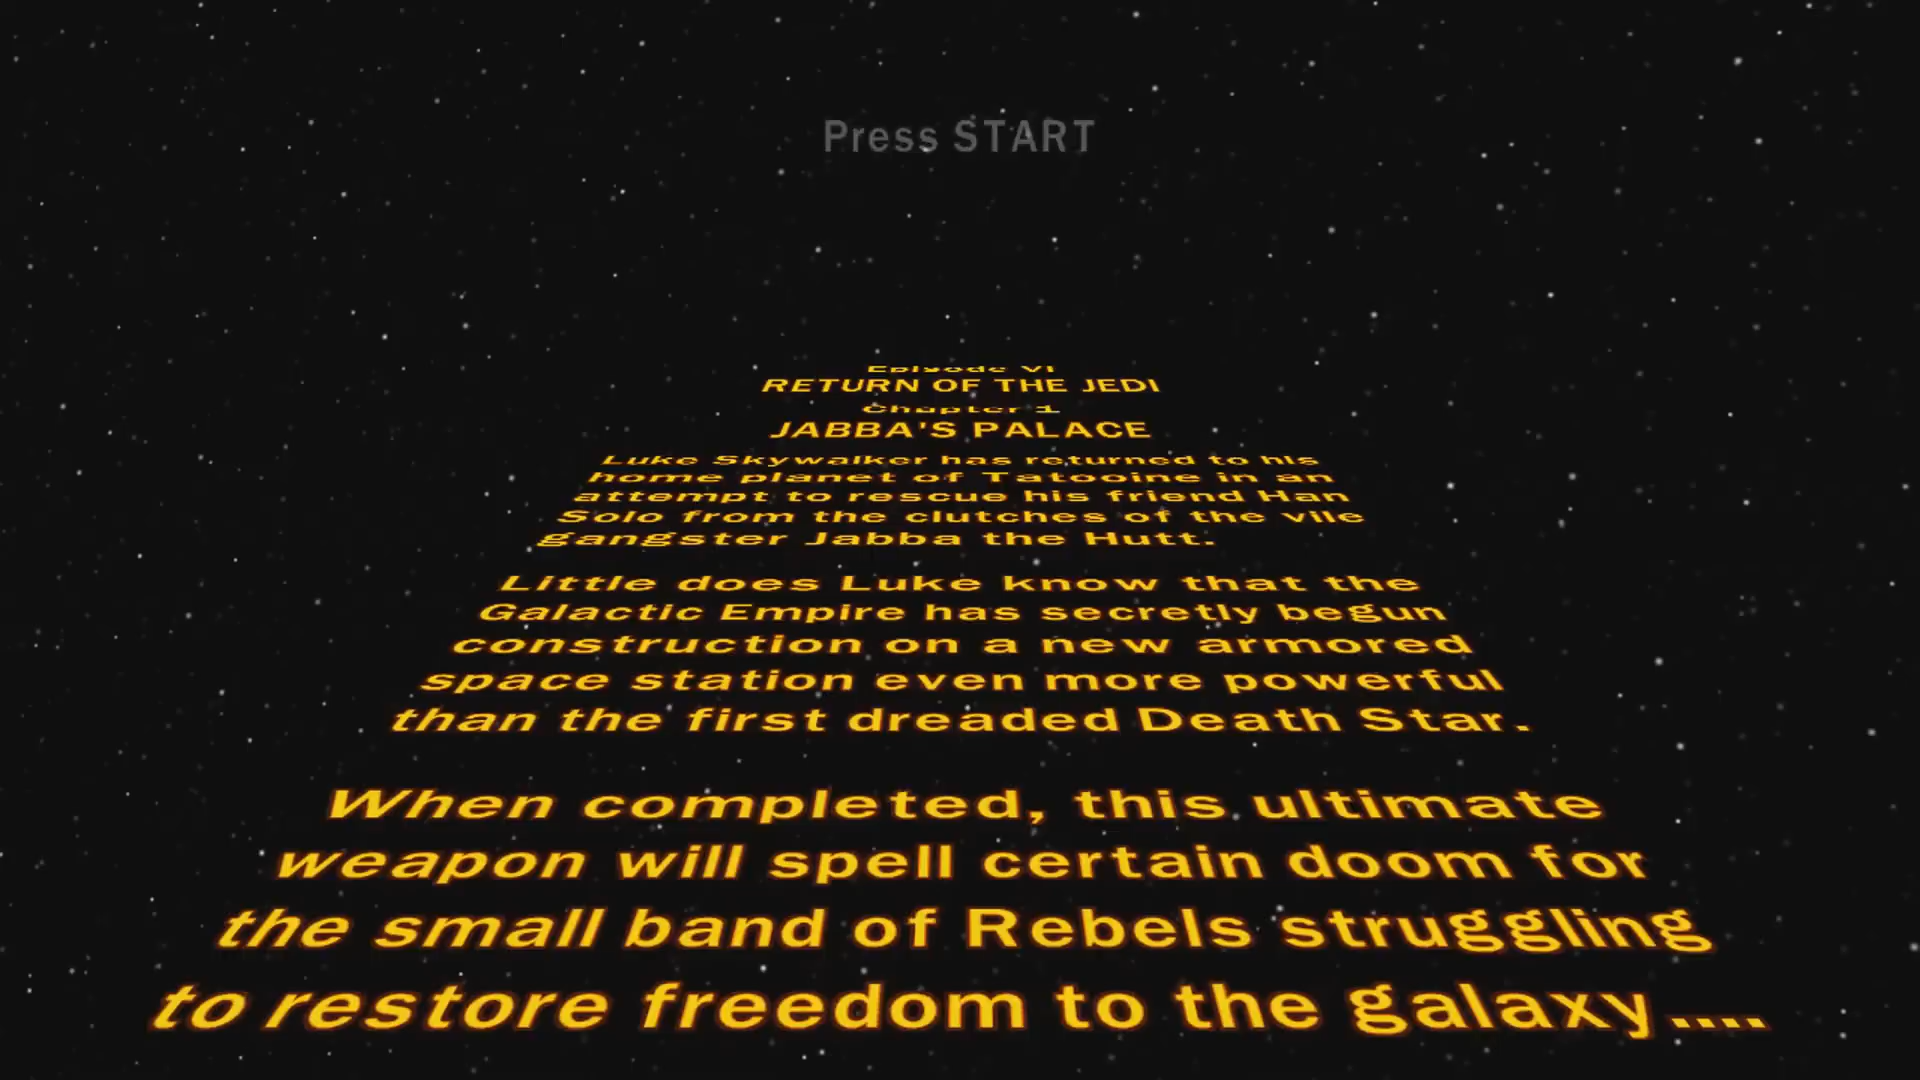 Press START
Episode VI
RETURN OF THE JEDI
Chapter 1
JABBA'S PALACE
Luke Skywalker has returned to his
home planet of Tatooine in an
attempt to rescue his friend Han
Solo from the clutches of the vile
gangster Jabba the Hutt.
Little does Luke know that the
Galactic Empire has secretly begun
construction on a new armored
space station even more powerful
than the first dreaded Death Star.
When completed, this ultimate
weapon will spell certain doom for
the small band of Rebels struggling
to restore freedom to the galaxy....